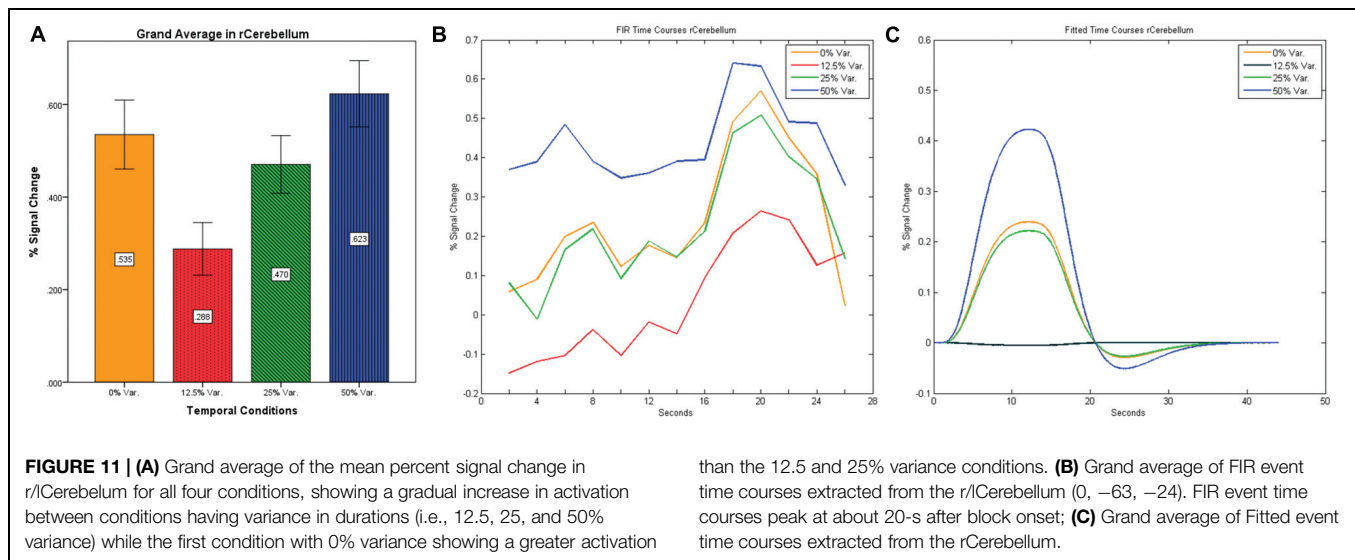 A
Grand Average in rCerebellum
% Signal Change
.600
.400
.200
.000
.535
.288
.470
.623
0% Var.
12.5% Var.
25% Var.
50% Var.
Temporal Conditions
B
FIR Time Courses rCerebellum
0% Var.
12.5% Var.
25% Var.
50% Var.
% Signal Change
0.7
0.6
0.5
0.4
0.3
0.2
0.1
0
-0.1
-0.2
0 4 8 12 16 20 24 28
Seconds
C
Fitted Time Courses rCerebellum
0% Var.
12.5% Var.
25% Var.
50% Var.
% Signal Change
0.6
0.5
0.4
0.3
0.2
0.1
0
-0.1
0 10 20 30 40 50
Seconds
FIGURE 11 | (A) Grand average of the mean percent signal change in
r/lCerebelum for all four conditions, showing a gradual increase in activation
between conditions having variance in durations (i.e., 12.5, 25, and 50%
variance) while the first condition with 0% variance showing a greater activation
than the 12.5 and 25% variance conditions. (B) Grand average of FIR event
time courses extracted from the r/lCerebellum (0, −63, −24). FIR event time
courses peak at about 20-s after block onset; (C) Grand average of Fitted event
time courses extracted from the rCerebellum.